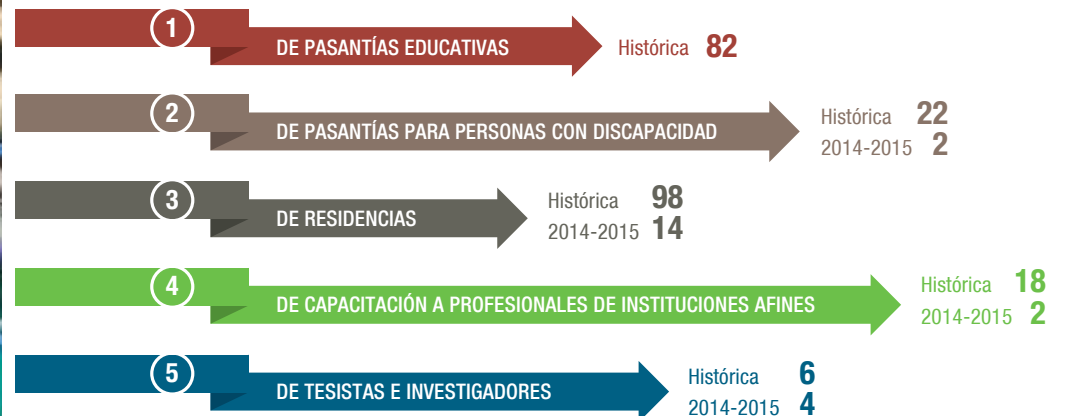 1
DE PASANTÍAS EDUCATIVAS
Histórica 82
2
DE PASANTÍAS PARA PERSONAS CON DISCAPACIDAD
Histórica 22
2014-2015 2
3
DE RESIDENCIAS
Histórica 98
2014-2015 14
4
DE CAPACITACIÓN A PROFESIONALES DE INSTITUCIONES AFINES
Histórica 18
2014-2015 2
5
DE TESISTAS E INVESTIGADORES
Histórica 6
2014-2015 4